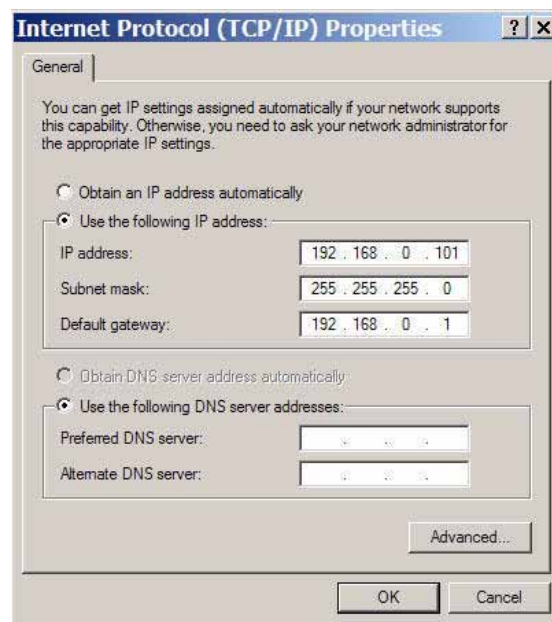 Internet Protocol (TCP/IP) Properties
General
You can get IP settings assigned automatically if your network supports
this capability. Otherwise, you need to ask your network administrator for
the appropriate IP settings.
Obtain an IP address automatically
Use the following IP address:
IP address: 192 . 168 . 0 . 101
Subnet mask: 255 . 255 . 255 . 0
Default gateway: 192 . 168 . 0 . 1
Obtain DNS server address automatically
Use the following DNS server addresses:
Preferred DNS server: . . .
Alternate DNS server: . . .
Advanced...
OK Cancel